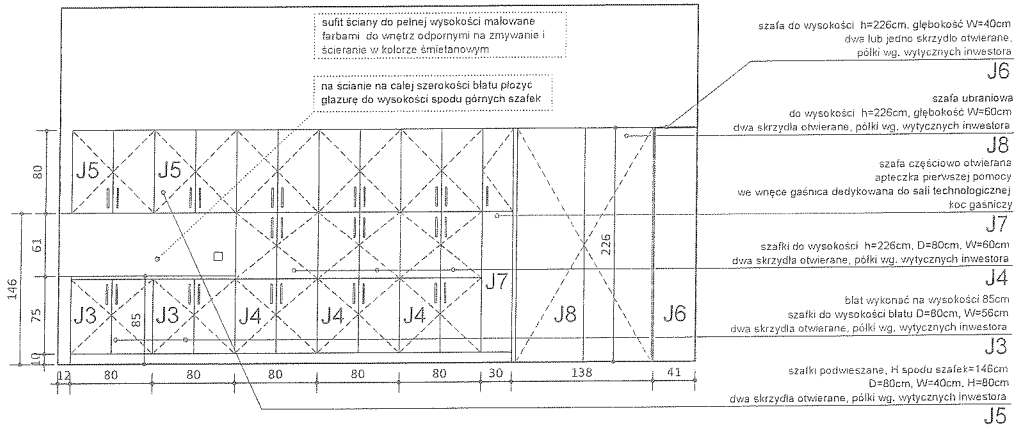 sufit ściany do pełnej wysokości malowane
farbami do wnętrz odpornymi na zmywanie i
ścieranie w kolorze śmietanowym
na ścianie na całej szerokości blatu płozyć
glazurę do wysokości spodu górnych szafek
szafa do wysokości h=226cm, głębokość W=40cm
dwa lub jedno skrzydło otwierane,
półki wg. wytycznych inwestora
J6
szafa ubraniowa
do wysokości h=226cm, głębokość W=60cm
dwa skrzydła otwierane, półki wg. wytycznych inwestora
J8
szafa częściowo otwierana
apteczka pierwszej pomocy
we wnęce gaśnica dedykowana do sali technologicznej
koc gaśniczy
J7
szafki do wysokości h=226cm, D=80cm, W=60cm
dwa skrzydła otwierane, półki wg. wytycznych inwestora
J4
blat wykonać na wysokości 85cm
szafki do wysokości blatu D=80cm, W=56cm
dwa skrzydła otwierane, półki wg. wytycznych inwestora
J3
szafki podwieszane, H spodu szafek=146cm
D=80cm, W=40cm, H=80cm
dwa skrzydła otwierane, półki wg. wytycznych inwestora
J5
J5 J5
J3 J3 J4 J4 J4 J7 J8 J6
80
61
75
10
146
85
226
12 80 80 80 80 80 30 138 41